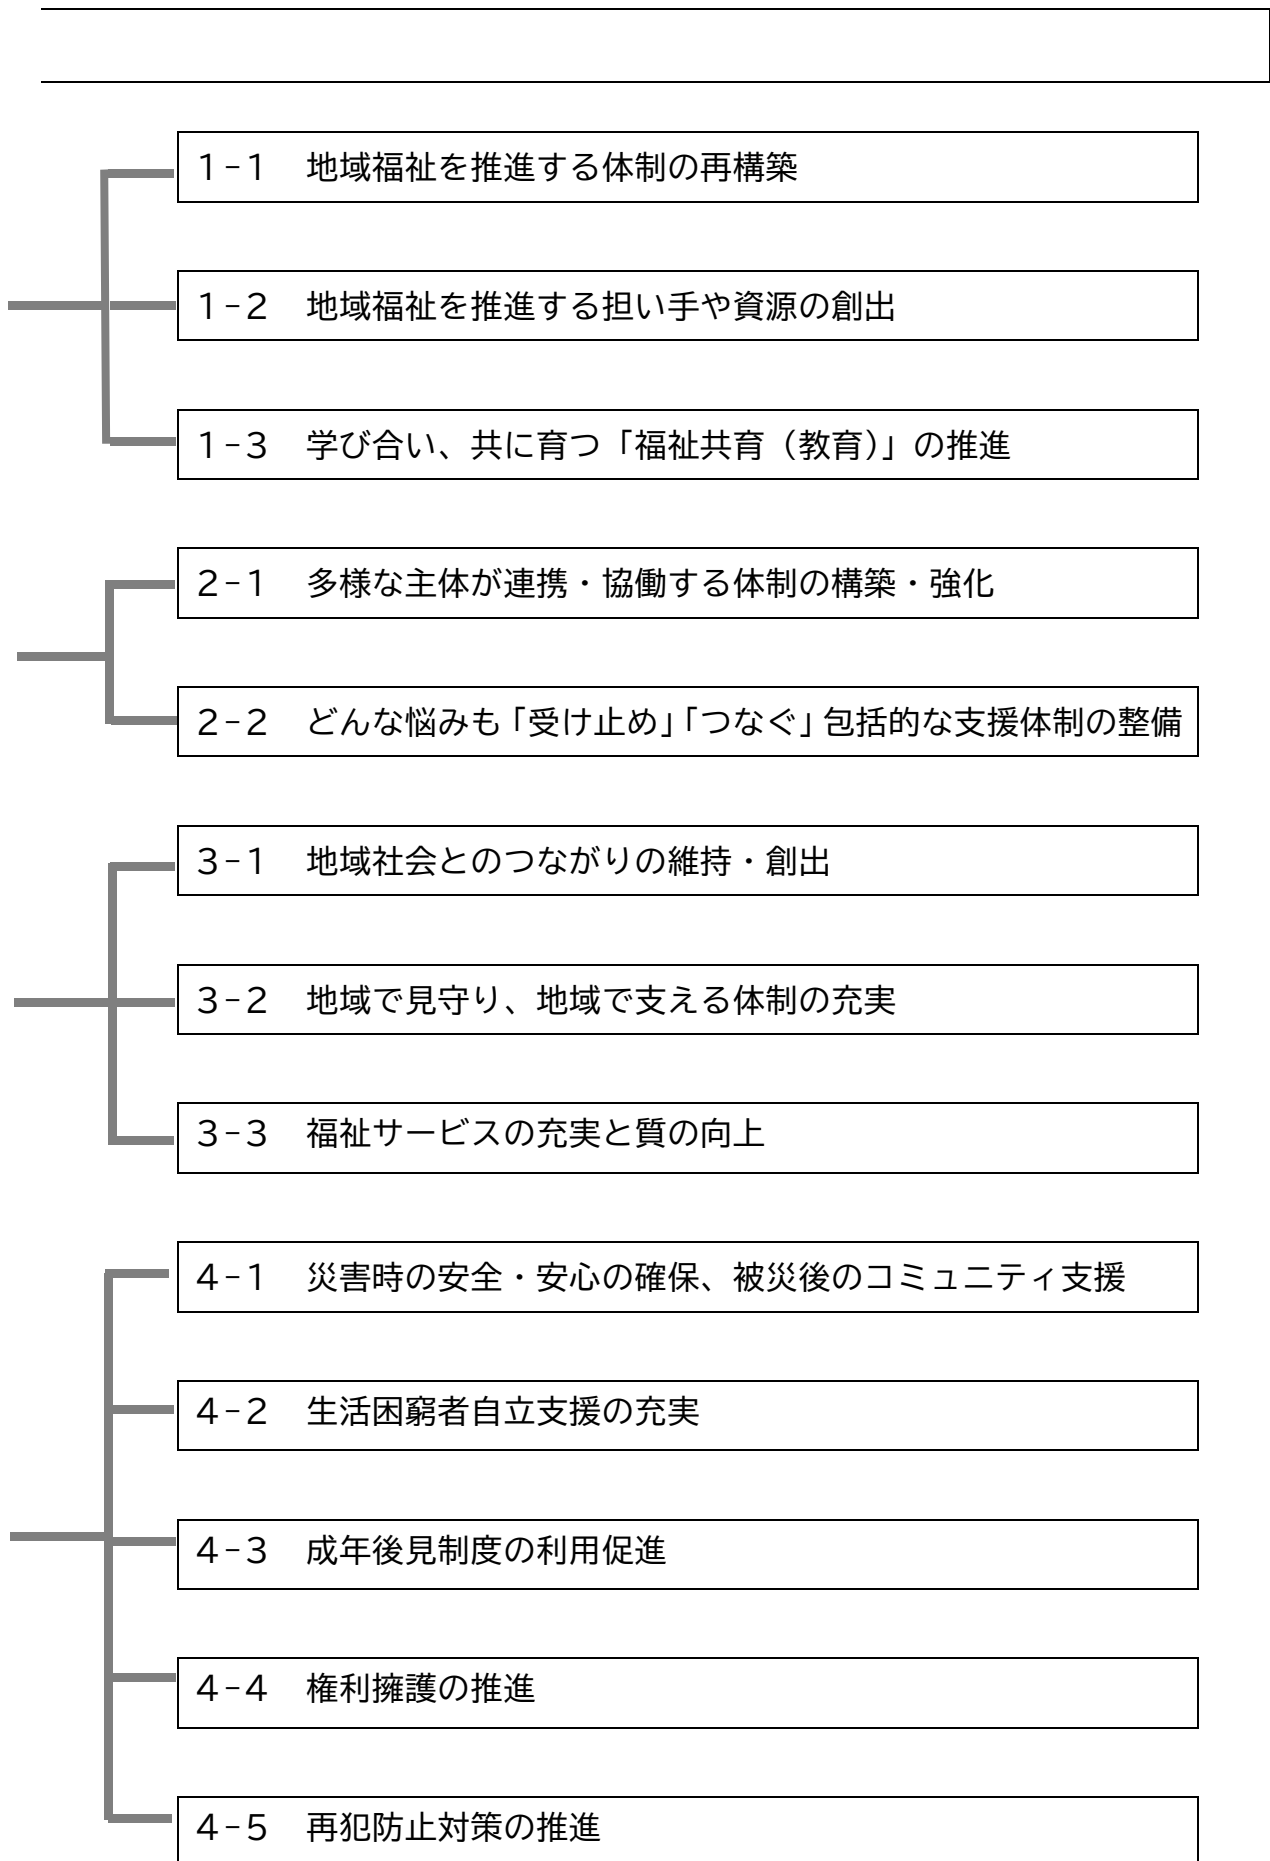 1-1　地域福祉を推進する体制の再構築
1-2　地域福祉を推進する担い手や資源の創出
1-3　学び合い、共に育つ「福祉共育（教育）」の推進
2-1　多様な主体が連携・協働する体制の構築・強化
2-2　どんな悩みも「受け止め」「つなぐ」包括的な支援体制の整備
3-1　地域社会とのつながりの維持・創出
3-2　地域で見守り、地域で支える体制の充実
3-3　福祉サービスの充実と質の向上
4-1　災害時の安全・安心の確保、被災後のコミュニティ支援
4-2　生活困窮者自立支援の充実
4-3　成年後見制度の利用促進
4-4　権利擁護の推進
4-5　再犯防止対策の推進